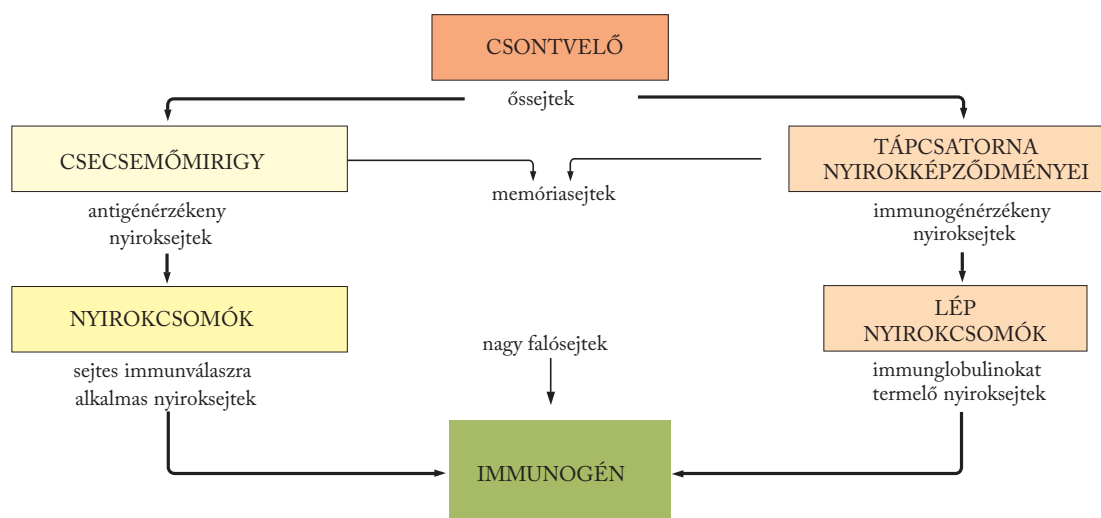 CSONTVELŐ
őssejtek
CSECSEMŐMIRIGY
TÁPCSATORNA
NYIROKKÉPZŐDMÉNYEI
memóriasejtek
antigénérzékeny
nyiroksejtek
immunogénérzékeny
nyiroksejtek
NYIROKCSOMÓK
LÉP
NYIROKCSOMÓK
nagy falósejtek
sejtes immunválaszra
alkalmas nyiroksejtek
immunglobulinokat
termelő nyiroksejtek
IMMUNOGÉN